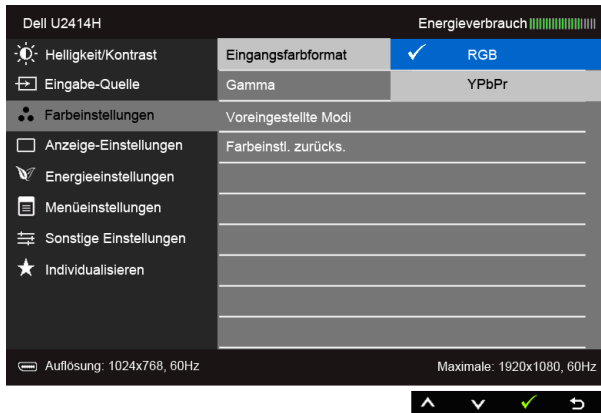 Dell U2414H Energieverbrauch
Helligkeit/Kontrast Eingangsfarbformat RGB
Eingabe-Quelle Gamma YPbPr
Farbeinstellungen Voreingestellte Modi
Anzeige-Einstellungen Farbeinstl. zurücks.
Energieeinstellungen
Menüeinstellungen
Sonstige Einstellungen
Individualisieren
Auflösung: 1024x768, 60Hz Maximale: 1920x1080, 60Hz